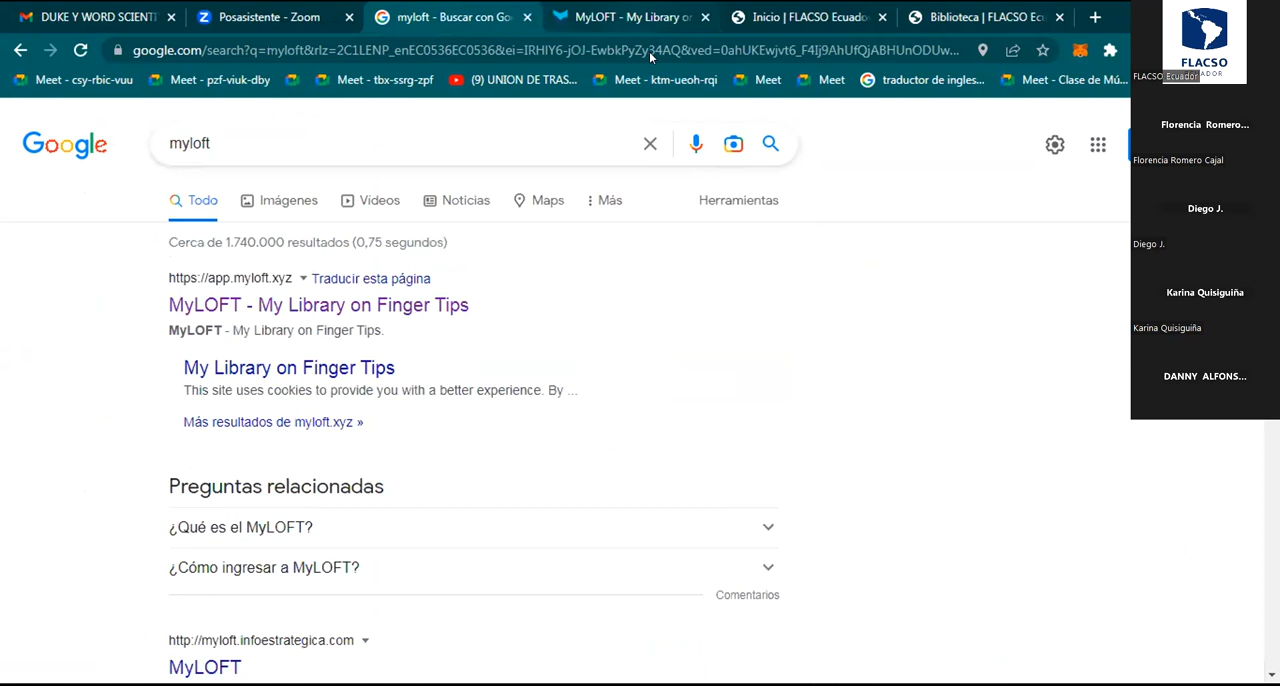 DUKE Y WORD SCIENTI
Posasistente - Zoom
myloft - Buscar con Go
MyLOFT - My Library or
Inicio | FLACSO Ecuado
Biblioteca | FLACSO Ec
google.com/search?q=myloft&rlz=2C1LENP_enEC0536EC0536&ei=IRHIY6-jOJ-EwbkPyZy34AQ&ved=0ahUKEwjvt6_F4Ij9AhUfQjABHUnODUw...
Meet - csy-rbic-vuu
Meet - pzf-viuk-dby
Meet - tbx-ssrg-zpf
(9) UNION DE TRAS...
Meet - ktm-ueoh-rqi
Meet
Meet
traductor de ingles...
Meet - Clase de Mú...
FLACSO
ECUADOR
FLACSO Ecuador
Google
myloft
Florencia Romero...
Florencia Romero Cajal
Todo
Imágenes
Vídeos
Noticias
Maps
Más
Herramientas
Diego J.
Diego J.
Cerca de 1.740.000 resultados (0,75 segundos)
https://app.myloft.xyz
Traducir esta página
MyLOFT - My Library on Finger Tips
MyLOFT - My Library on Finger Tips.
Karina Quisiguiña
Karina Quisiguiña
My Library on Finger Tips
This site uses cookies to provide you with a better experience. By ...
DANNY ALFONS...
Más resultados de myloft.xyz »
Preguntas relacionadas
¿Qué es el MyLOFT?
¿Cómo ingresar a MyLOFT?
Comentarios
http://myloft.infoestrategica.com
MyLOFT